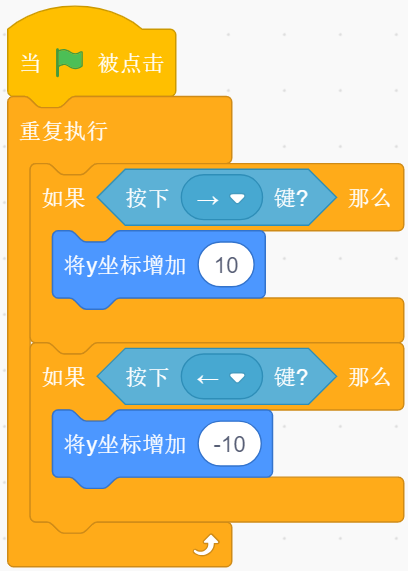 当 被点击
重复执行
如果 按下 → 键? 那么
将y坐标增加 10
如果 按下 ← 键? 那么
将y坐标增加 -10